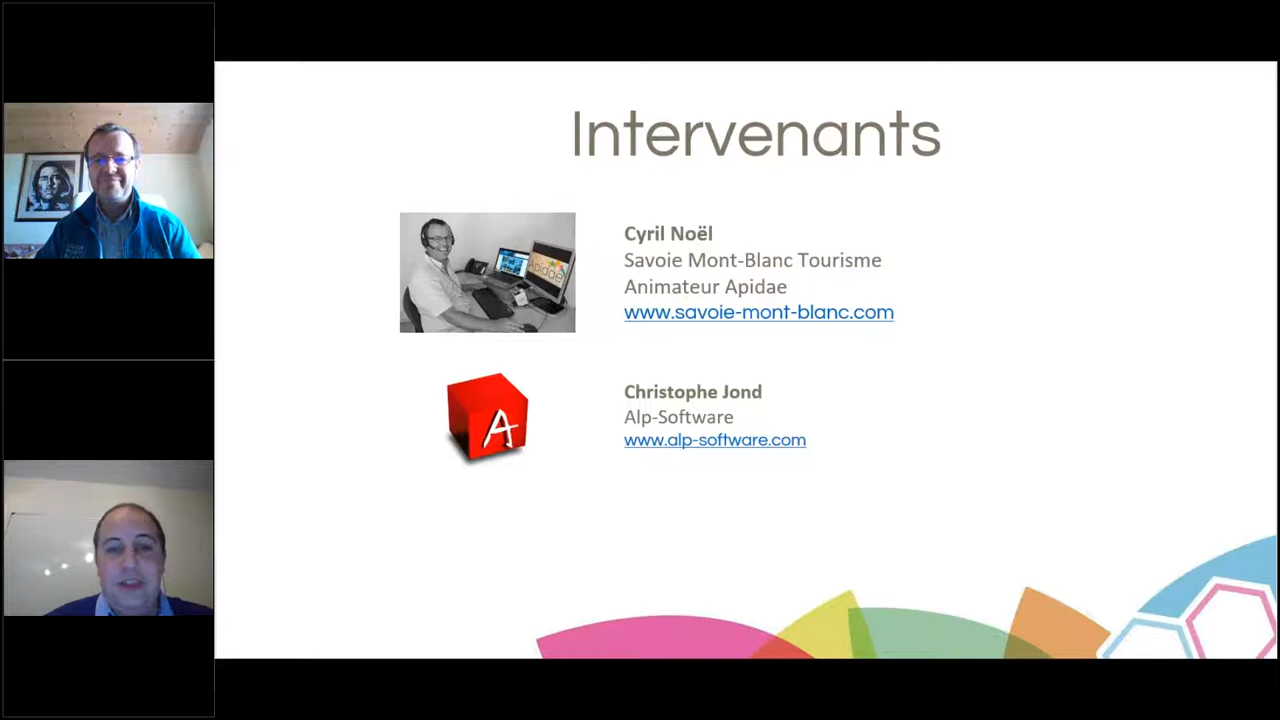 Intervenants
Cyril Noël
Savoie Mont-Blanc Tourisme
Animateur Apidae
www.savoie-mont-blanc.com
Apidae
A
Christophe Jond
Alp-Software
www.alp-software.com